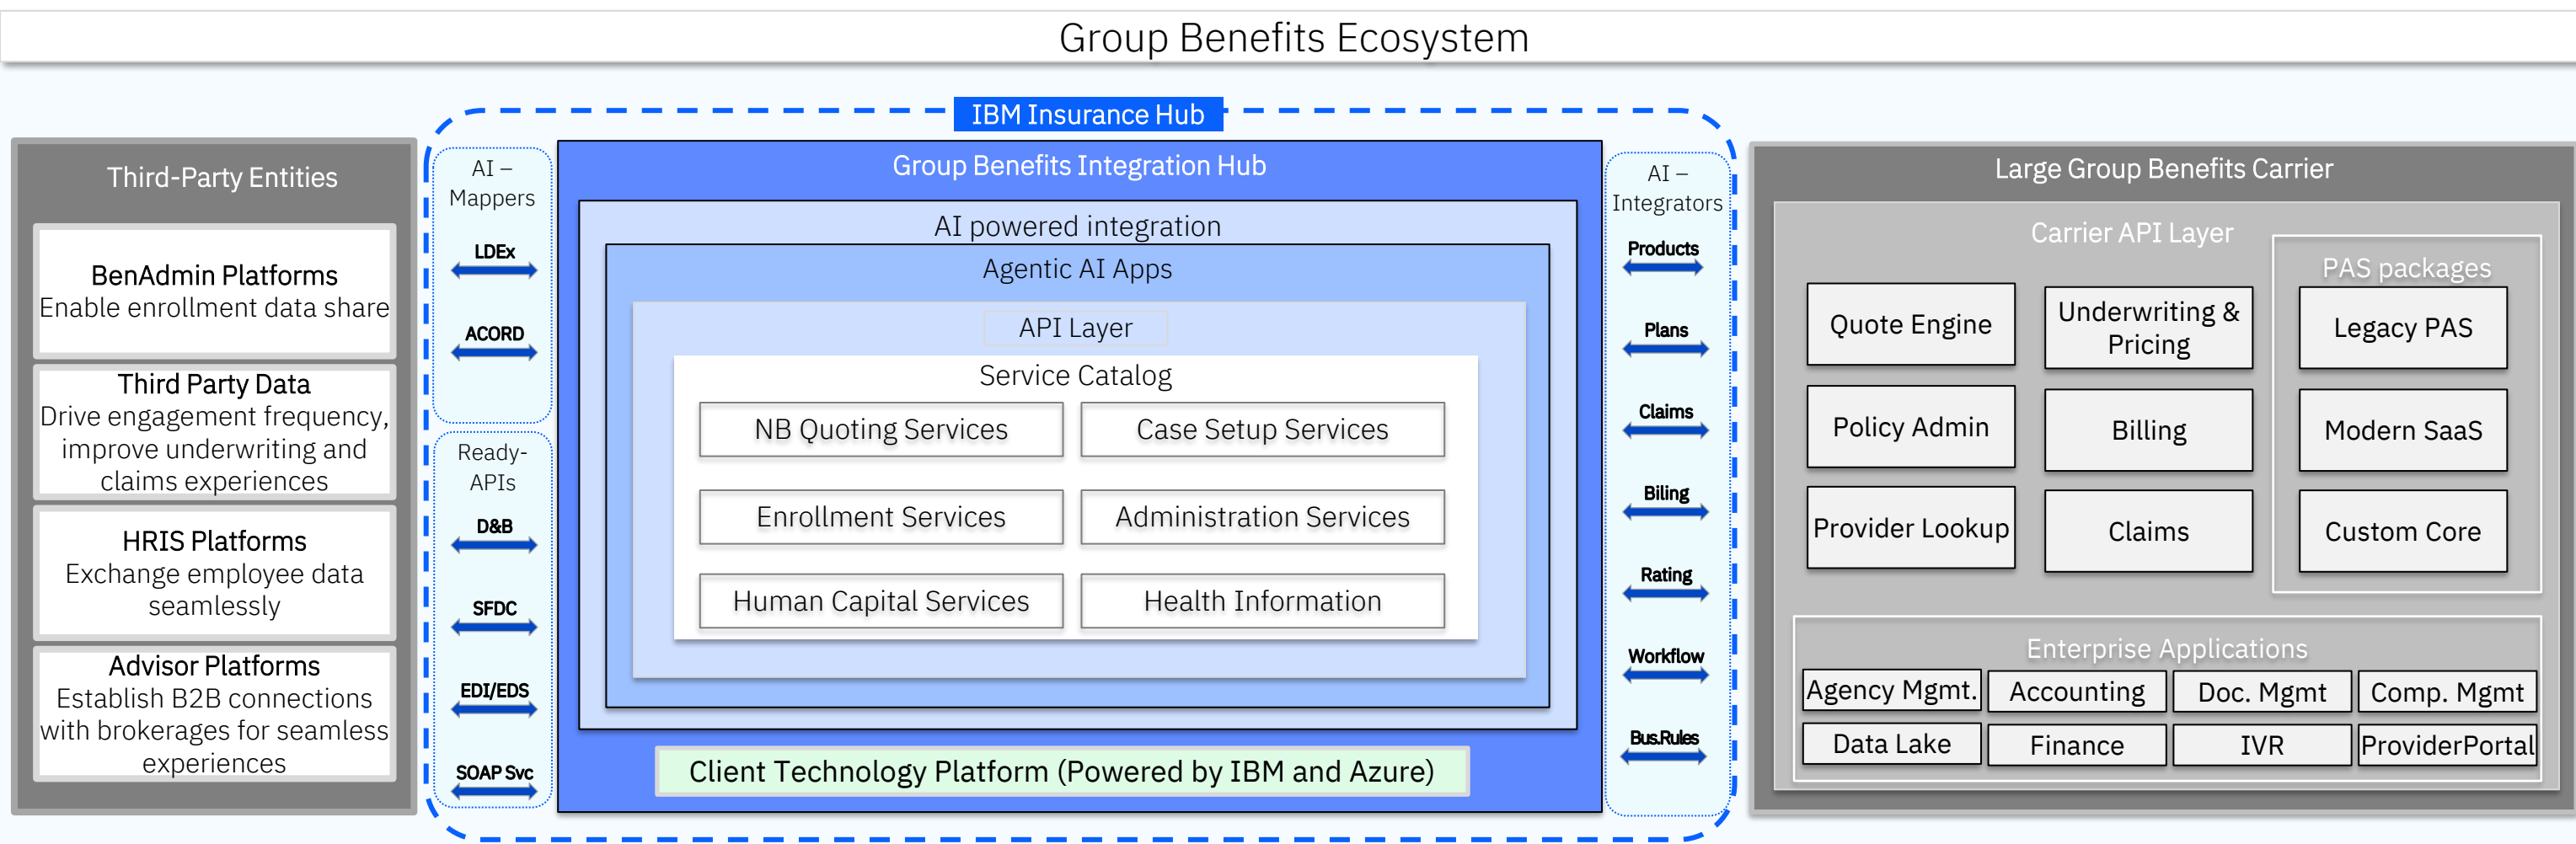 Group Benefits Ecosystem
IBM Insurance Hub
Third-Party Entities
BenAdmin Platforms
Enable enrollment data share
Third Party Data
Drive engagement frequency,
improve underwriting and
claims experiences
HRIS Platforms
Exchange employee data
seamlessly
Advisor Platforms
Establish B2B connections
with brokerages for seamless
experiences
AI –
Mappers
LDEx
ACORD
Ready-
APIs
D&B
SFDC
EDI/EDS
SOAP Svc
Group Benefits Integration Hub
AI powered integration
Agentic AI Apps
API Layer
Service Catalog
NB Quoting Services
Case Setup Services
Enrollment Services
Administration Services
Human Capital Services
Health Information
Client Technology Platform (Powered by IBM and Azure)
AI –
Integrators
Products
Plans
Claims
Biling
Rating
Workflow
Bus.Rules
Large Group Benefits Carrier
Carrier API Layer
Quote Engine
Underwriting &
Pricing
Policy Admin
Billing
Provider Lookup
Claims
PAS packages
Legacy PAS
Modern SaaS
Custom Core
Enterprise Applications
Agency Mgmt.
Accounting
Doc. Mgmt
Comp. Mgmt
Data Lake
Finance
IVR
ProviderPortal